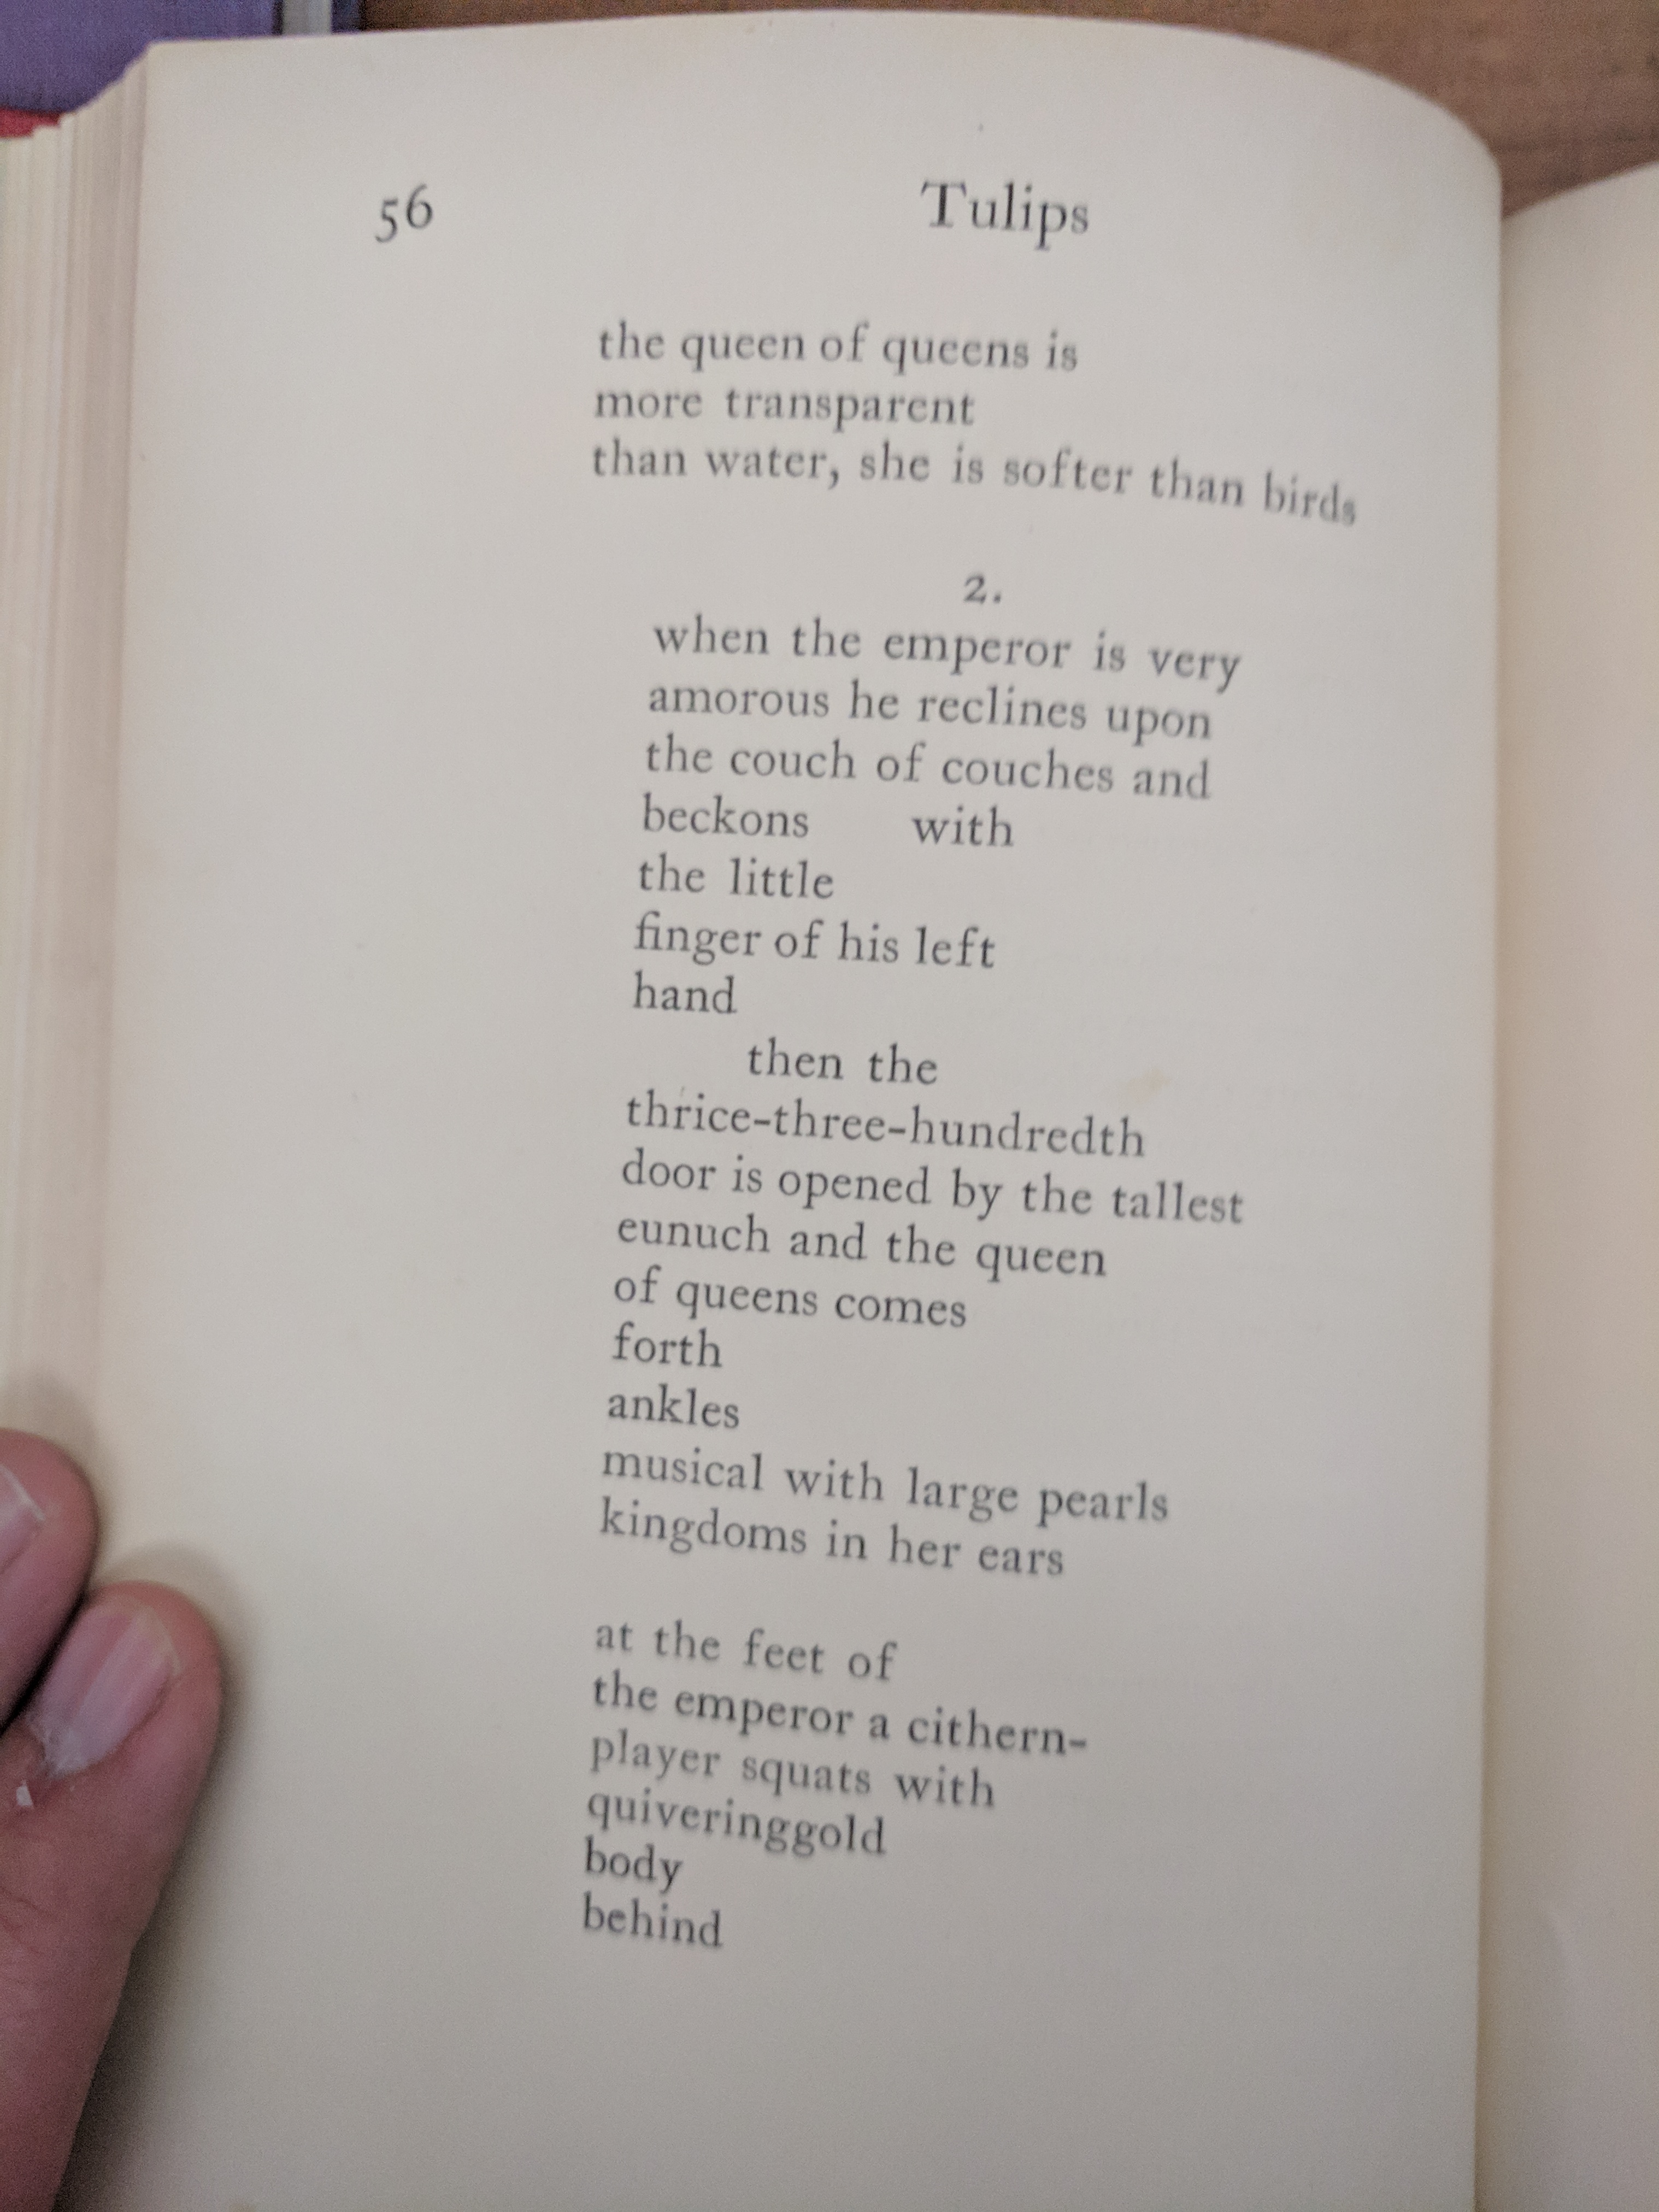 56 Tulips
the queen of queens is
more transparent
than water, she is softer than birds
2.
when the emperor is very
amorous he reclines upon
the couch of couches and
beckons with
the little
finger of his left
hand
then the
thrice-three-hundredth
door is opened by the tallest
eunuch and the queen
of queens comes
forth
ankles
musical with large pearls
kingdoms in her ears
at the feet of
the emperor a cithern-
player squats with
quiveringgold
body
behind